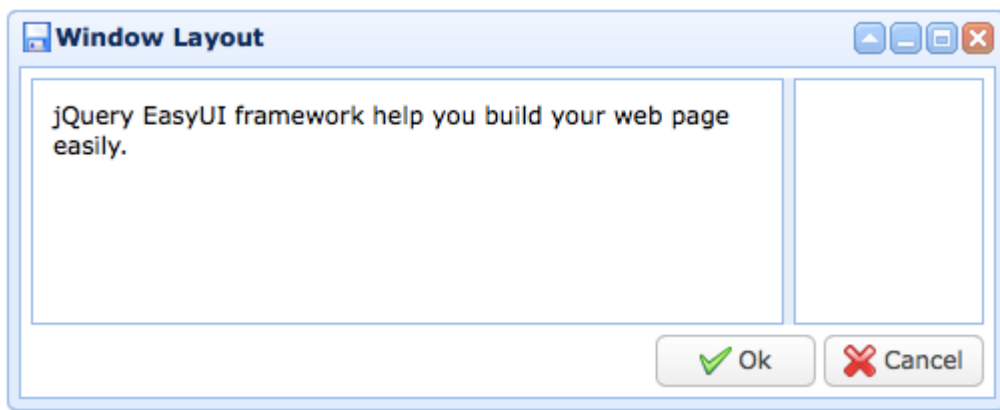 Window Layout
jQuery EasyUI framework help you build your web page
easily.
Ok
Cancel